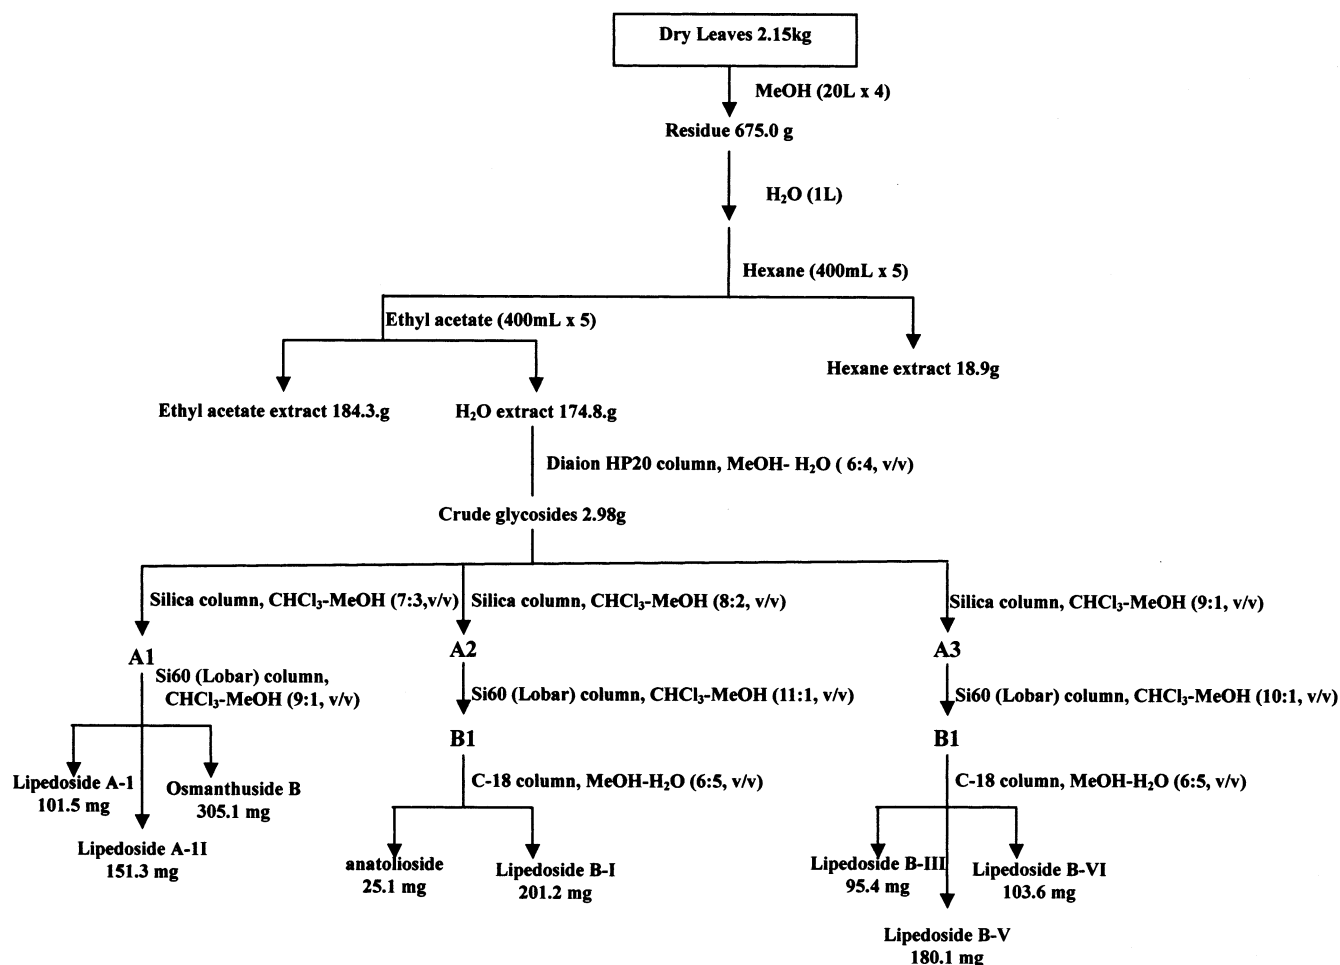 Dry Leaves 2.15kg
MeOH (20L x 4)
Residue 675.0 g
H₂O (1L)
Hexane (400mL x 5)
Ethyl acetate (400mL x 5)
Hexane extract 18.9g
Ethyl acetate extract 184.3.g
H₂O extract 174.8.g
Diaion HP20 column, MeOH- H₂O ( 6:4, v/v)
Crude glycosides 2.98g
Silica column, CHCl₃-MeOH (7:3,v/v)
Silica column, CHCl₃-MeOH (8:2, v/v)
Silica column, CHCl₃-MeOH (9:1, v/v)
A1
A2
A3
Si60 (Lobar) column,
CHCl₃-MeOH (9:1, v/v)
Si60 (Lobar) column, CHCl₃-MeOH (11:1, v/v)
Si60 (Lobar) column, CHCl₃-MeOH (10:1, v/v)
B1
B1
Lipedoside A-1
101.5 mg
Osmanthuside B
305.1 mg
Lipedoside A-1I
151.3 mg
C-18 column, MeOH-H₂O (6:5, v/v)
C-18 column, MeOH-H₂O (6:5, v/v)
anatolioside
25.1 mg
Lipedoside B-I
201.2 mg
Lipedoside B-III
95.4 mg
Lipedoside B-VI
103.6 mg
Lipedoside B-V
180.1 mg